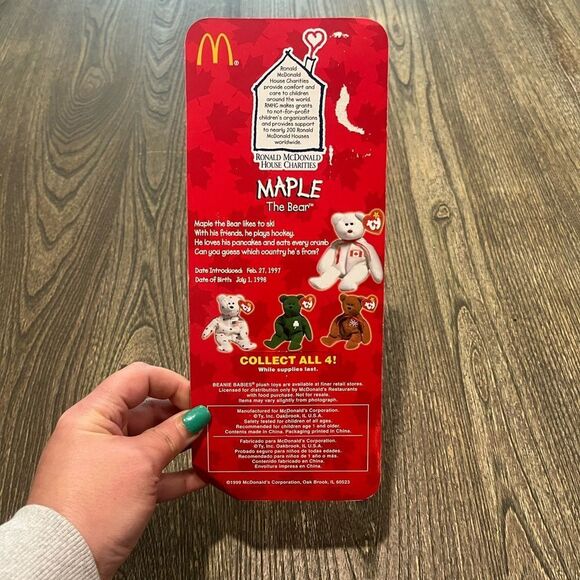 Ronald
McDonald
House Charities
provide comfort and
care to children
around the world.
RMHC makes grants
to not-for-profit
children's organizations
and provides support
to nearly 200 Ronald
McDonald Houses
worldwide.
RONALD MCDONALD
HOUSE CHARITIES
MAPLE
The Bear™
Maple the Bear likes to ski
With his friends, he plays hockey.
He loves his pancakes and eats every crumb
Can you guess which country he's from?
Date Introduced: Feb. 27, 1997
Date of Birth: July 1, 1998
COLLECT ALL 4!
While supplies last.
BEANIE BABIES® plush toys are available at finer retail stores.
Licensed for distribution only by McDonald's Restaurants
with food purchase. Not for resale.
Items may vary slightly from photograph.
Manufactured for McDonald's Corporation.
©Ty, Inc. Oakbrook, IL U.S.A.
Safety tested for children of all ages.
Recommended for children age 1 and older.
Contents made in China. Packaging printed in China.
Fabricado para McDonald's Corporation.
©Ty, Inc. Oakbrook, IL U.S.A.
Probado seguro para niños de todas edades.
Recomendado para niños de 1 año o más.
Contenido fabricado en China.
Envoltura impresa en China.
©1999 McDonald's Corporation, Oak Brook, IL 60523